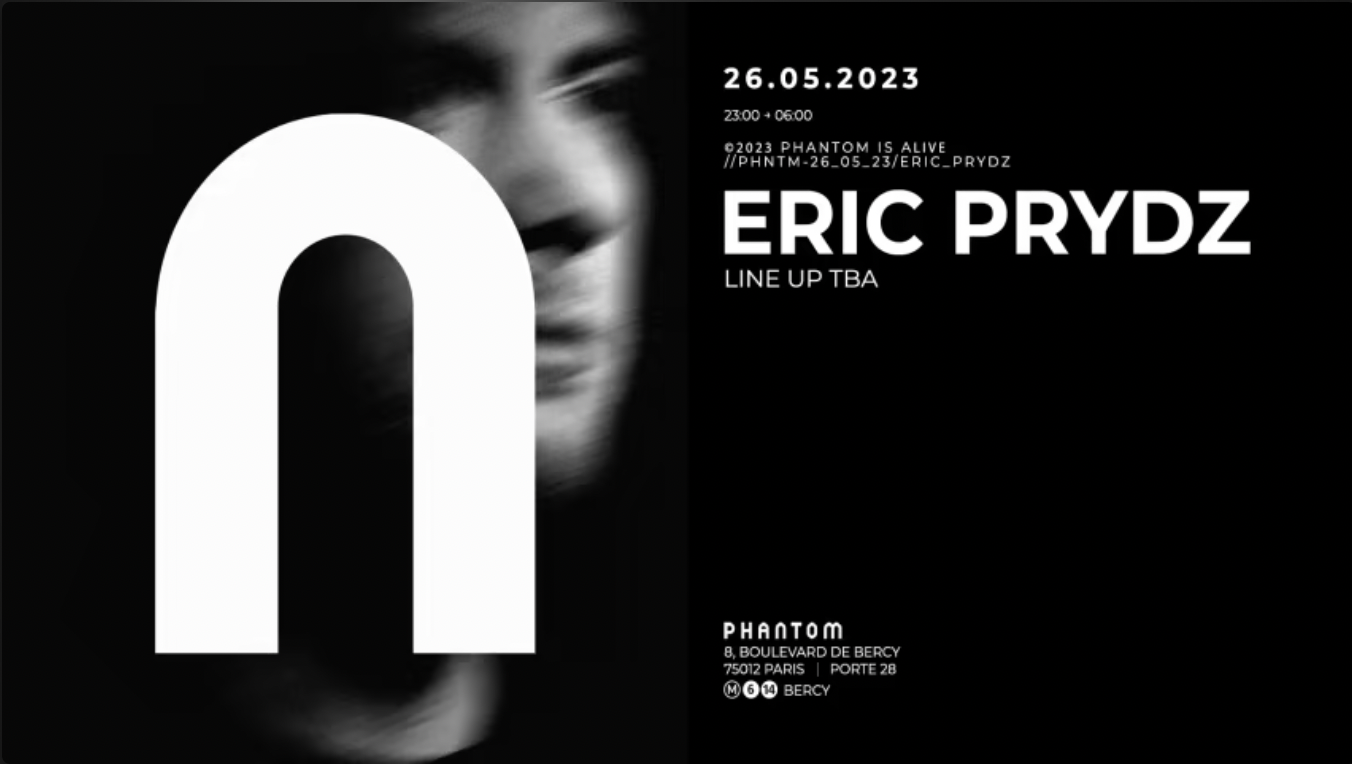 26.05.2023
23:00 → 06:00
©2023 PHANTOM IS ALIVE
//PHNTM-26_05_23/ERIC_PRYDZ
ERIC PRYDZ
LINE UP TBA
PHANTOM
8, BOULEVARD DE BERCY
75012 PARIS | PORTE 28
M 6 14 BERCY